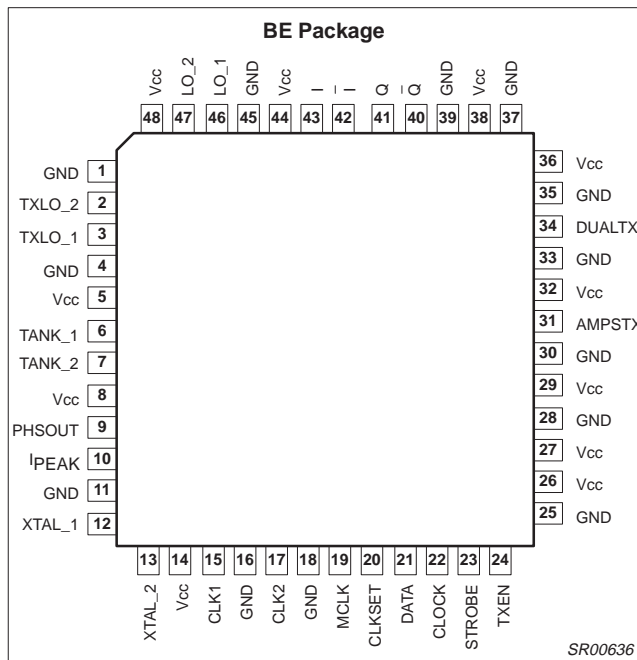 BE Package
Vcc LO_2 LO_1 GND Vcc I I̅ Q Q̅ GND Vcc GND
48 47 46 45 44 43 42 41 40 39 38 37
GND 1
TXLO_2 2
TXLO_1 3
GND 4
Vcc 5
TANK_1 6
TANK_2 7
Vcc 8
PHSOUT 9
IPEAK 10
GND 11
XTAL_1 12
36 Vcc
35 GND
34 DUALTX
33 GND
32 Vcc
31 AMPSTX
30 GND
29 Vcc
28 GND
27 Vcc
26 Vcc
25 GND
13 14 15 16 17 18 19 20 21 22 23 24
XTAL_2 Vcc CLK1 GND CLK2 GND MCLK CLKSET DATA CLOCK STROBE TXEN
SR00636